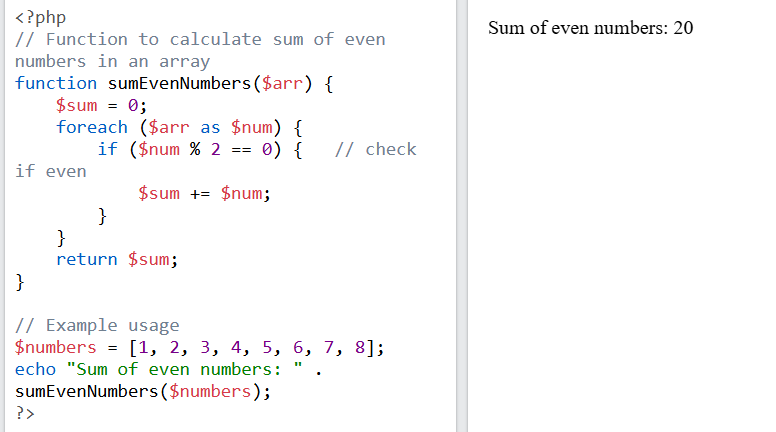 <?php
// Function to calculate sum of even
numbers in an array
function sumEvenNumbers($arr) {
    $sum = 0;
    foreach ($arr as $num) {
        if ($num % 2 == 0) {   // check
if even
            $sum += $num;
        }
    }
    return $sum;
}

// Example usage
$numbers = [1, 2, 3, 4, 5, 6, 7, 8];
echo "Sum of even numbers: " .
sumEvenNumbers($numbers);
?>
Sum of even numbers: 20